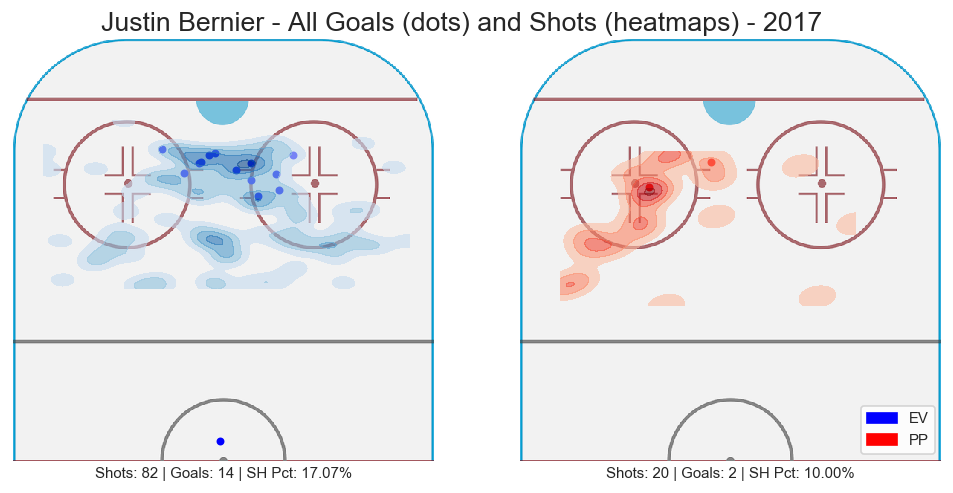 Justin Bernier - All Goals (dots) and Shots (heatmaps) - 2017
EV
PP
Shots: 82 | Goals: 14 | SH Pct: 17.07%
Shots: 20 | Goals: 2 | SH Pct: 10.00%